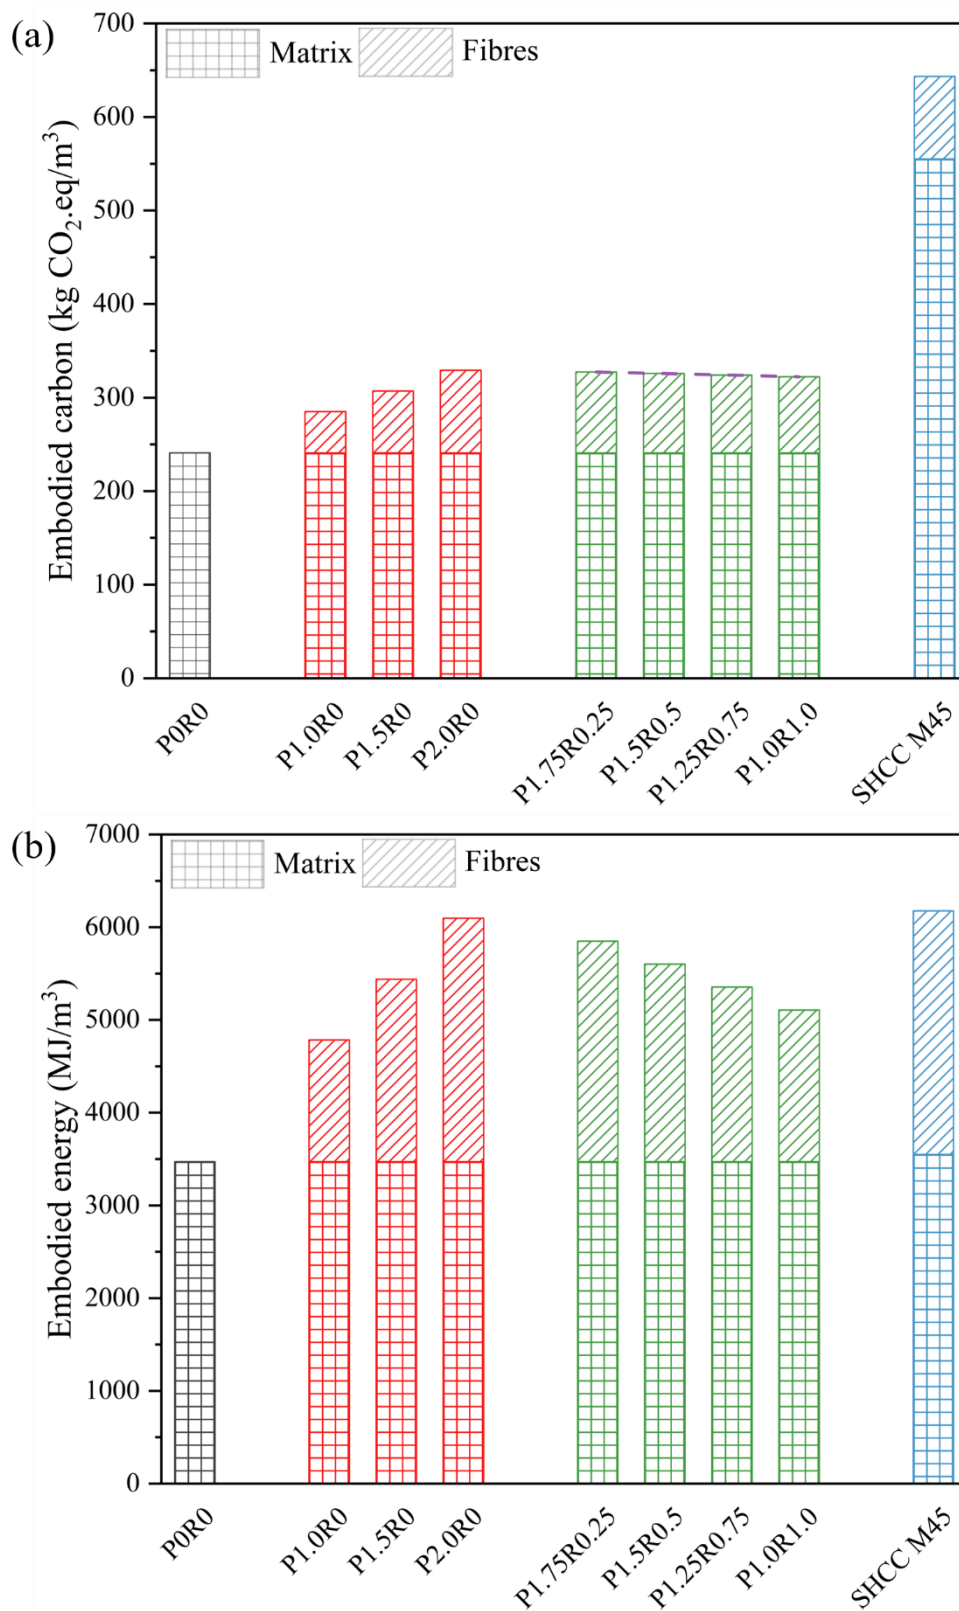 (a)
Matrix
Fibres
Embodied carbon (kg CO₂.eq/m³)
700
600
500
400
300
200
100
0
P0R0
P1.0R0
P1.5R0
P2.0R0
P1.75R0.25
P1.5R0.5
P1.25R0.75
P1.0R1.0
SHCC M45
(b)
Matrix
Fibres
Embodied energy (MJ/m³)
7000
6000
5000
4000
3000
2000
1000
0
P0R0
P1.0R0
P1.5R0
P2.0R0
P1.75R0.25
P1.5R0.5
P1.25R0.75
P1.0R1.0
SHCC M45